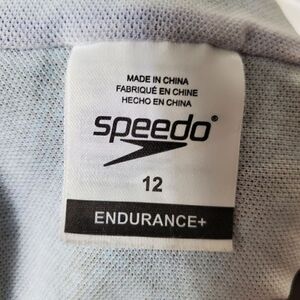 MADE IN CHINA
FABRIQUÉ EN CHINE
HECHO EN CHINA
speedo
12
ENDURANCE+